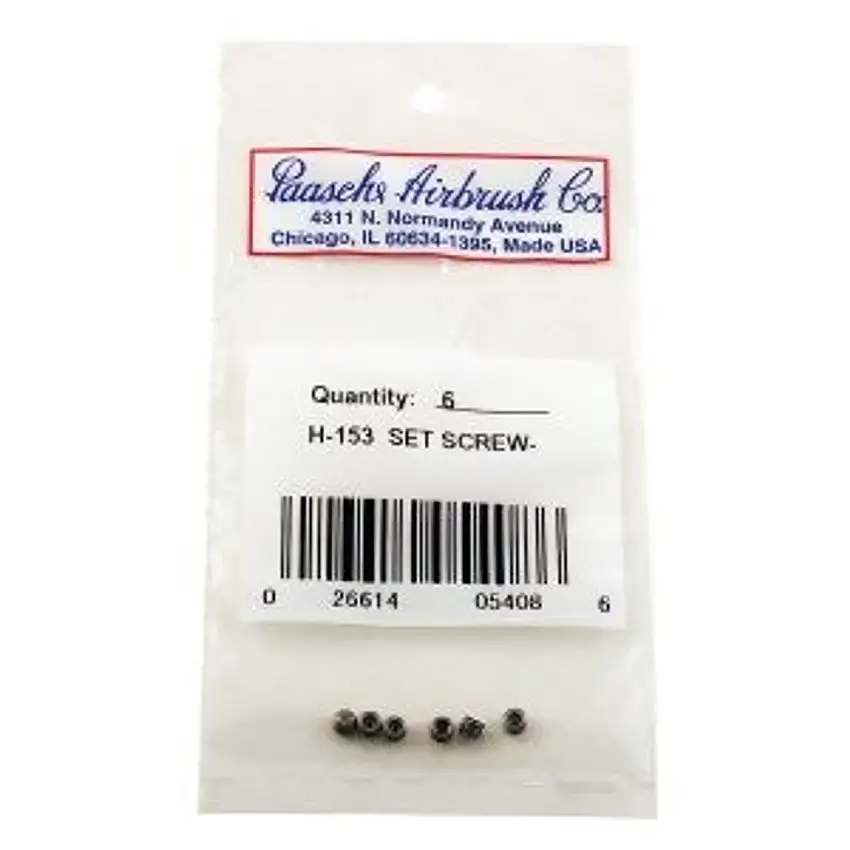 Paasche Airbrush Co.
4311 N. Normandy Avenue
Chicago, IL 60634-1395, Made USA
Quantity: 6
H-153 SET SCREW-
0 26614 05408 6